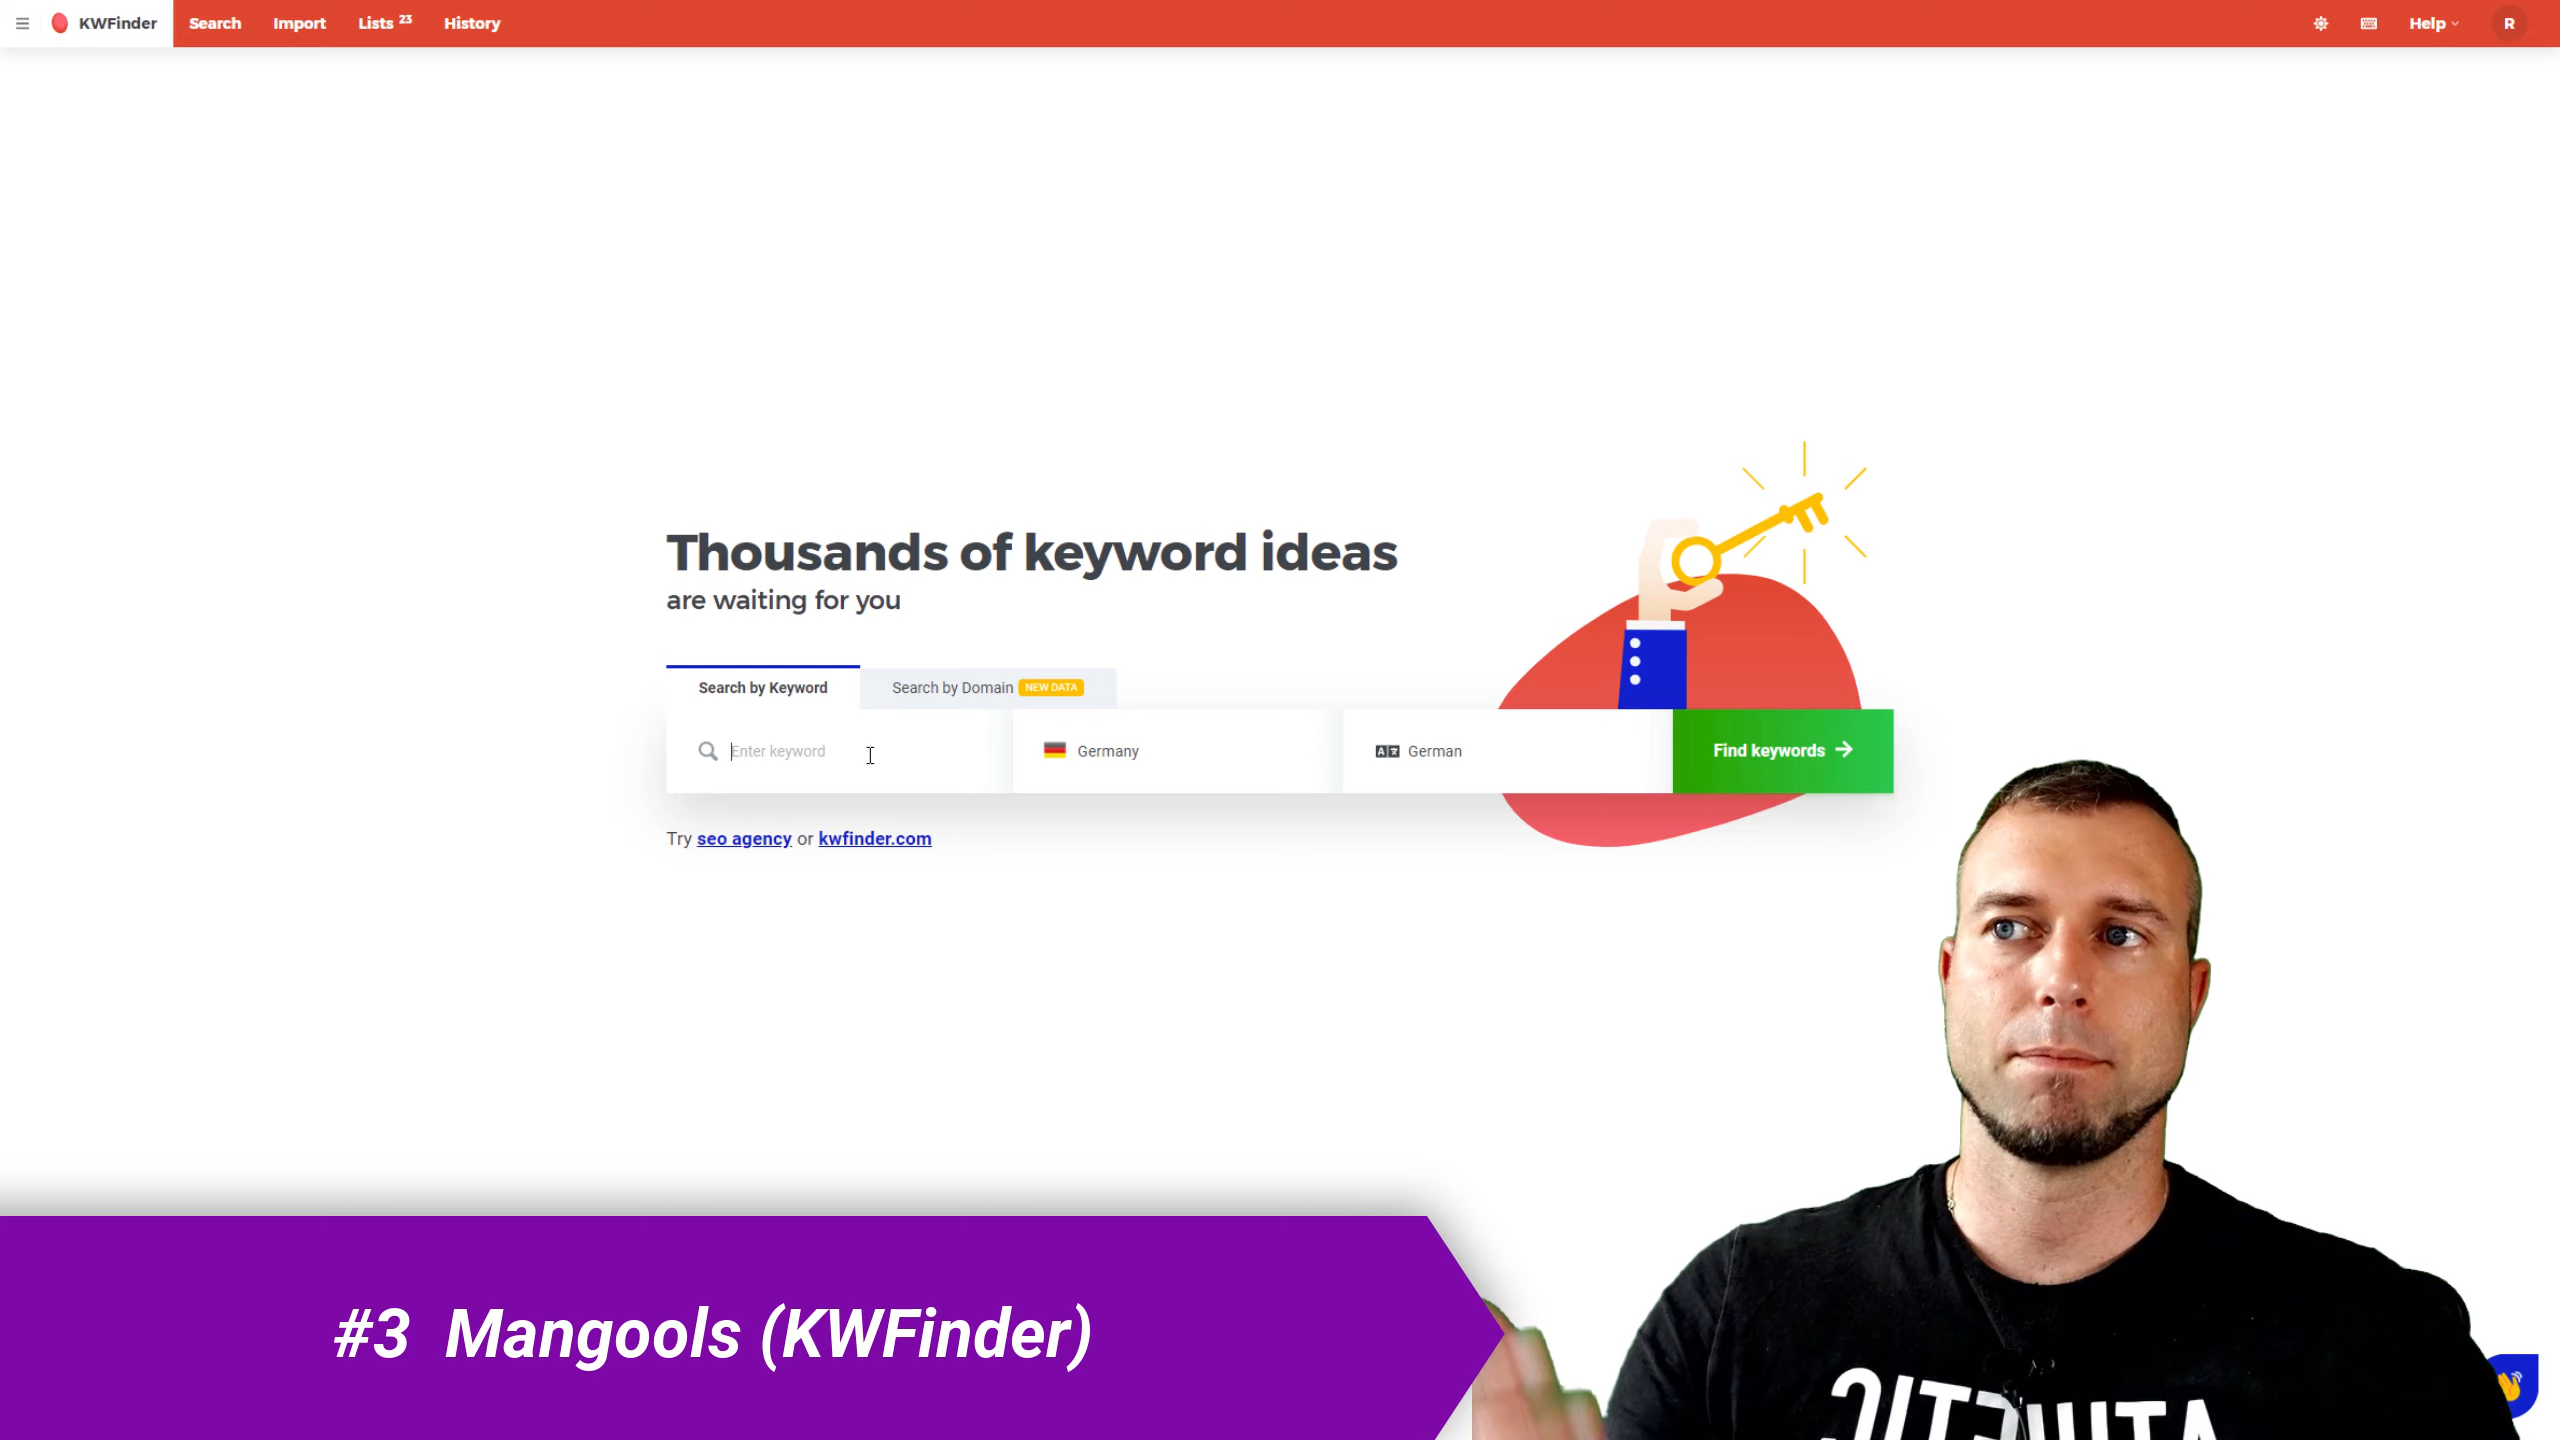 KWFinder Search Import Lists 23 History Help R
Thousands of keyword ideas
are waiting for you
Search by Keyword Search by Domain NEW DATA
Enter keyword Germany German Find keywords
Try seo agency or kwfinder.com
#3 Mangools (KWFinder)